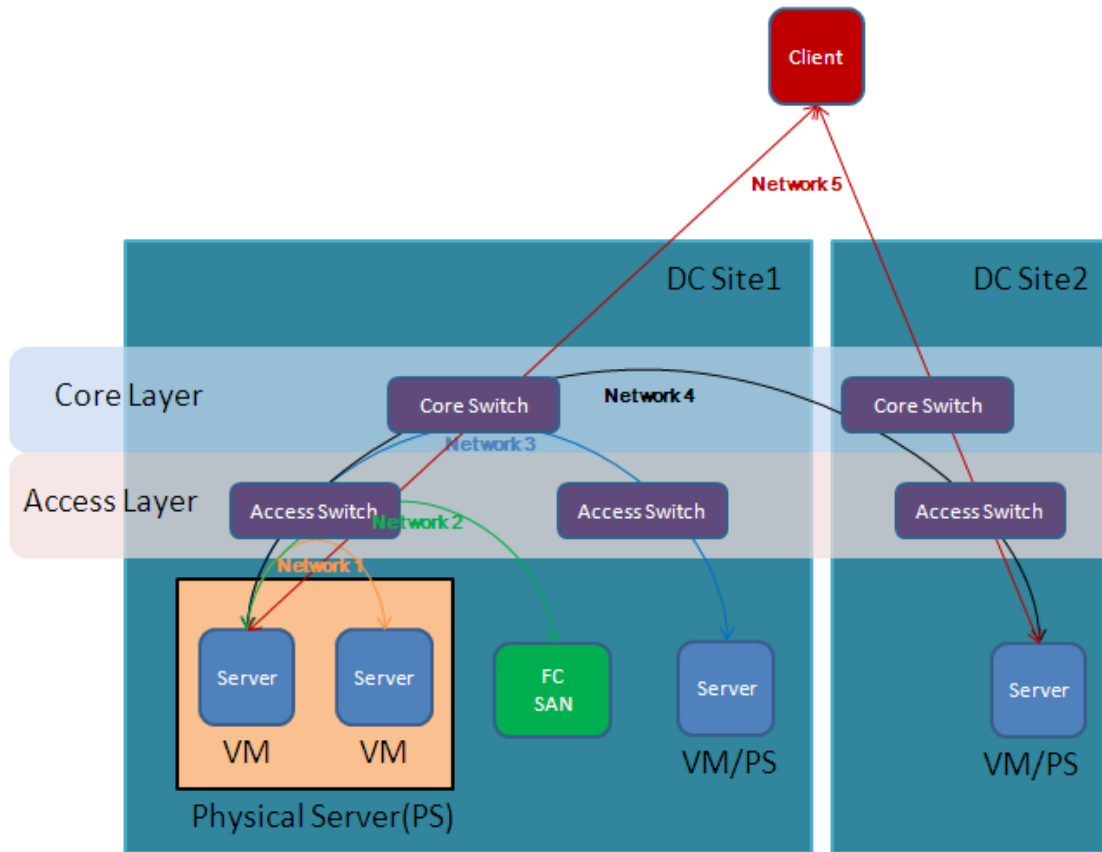 Client
Network 5
DC Site1
DC Site2
Core Layer
Core Switch
Network 4
Core Switch
Network 3
Access Layer
Access Switch
Network 2
Access Switch
Access Switch
Network 1
Server
Server
FC
SAN
Server
Server
VM
VM
VM/PS
VM/PS
Physical Server(PS)